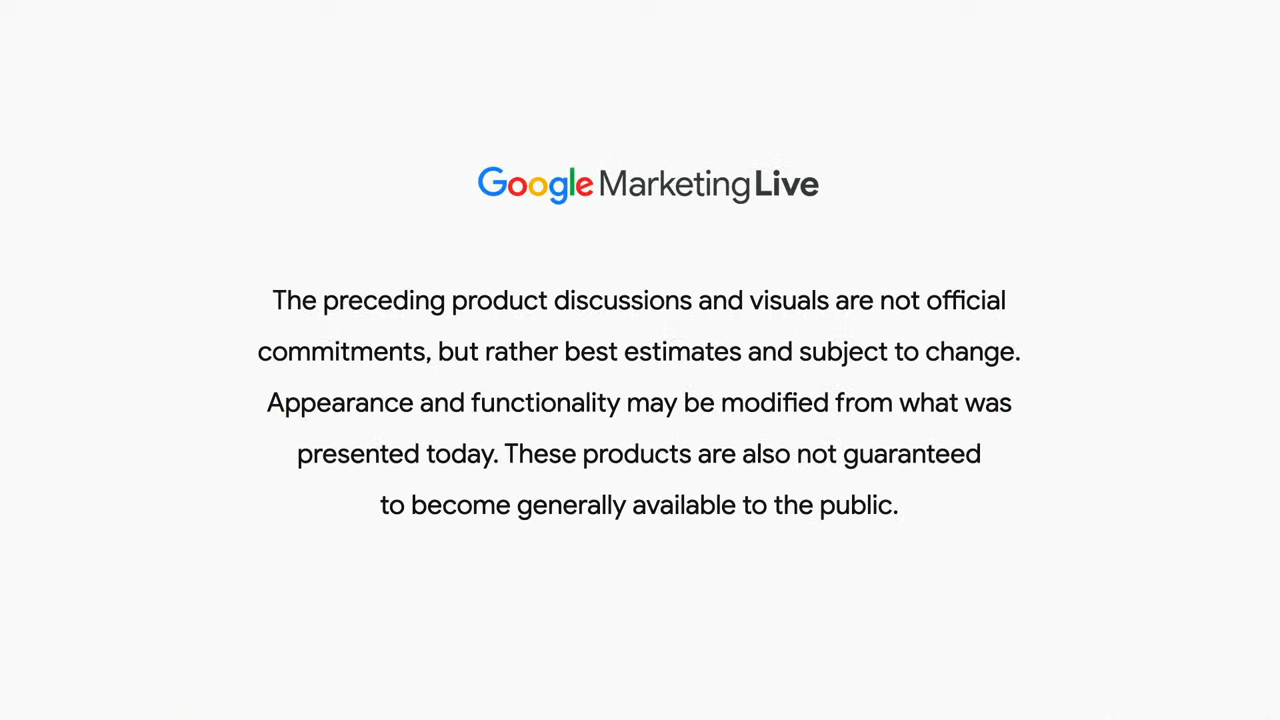 Google Marketing Live
The preceding product discussions and visuals are not official
commitments, but rather best estimates and subject to change.
Appearance and functionality may be modified from what was
presented today. These products are also not guaranteed
to become generally available to the public.